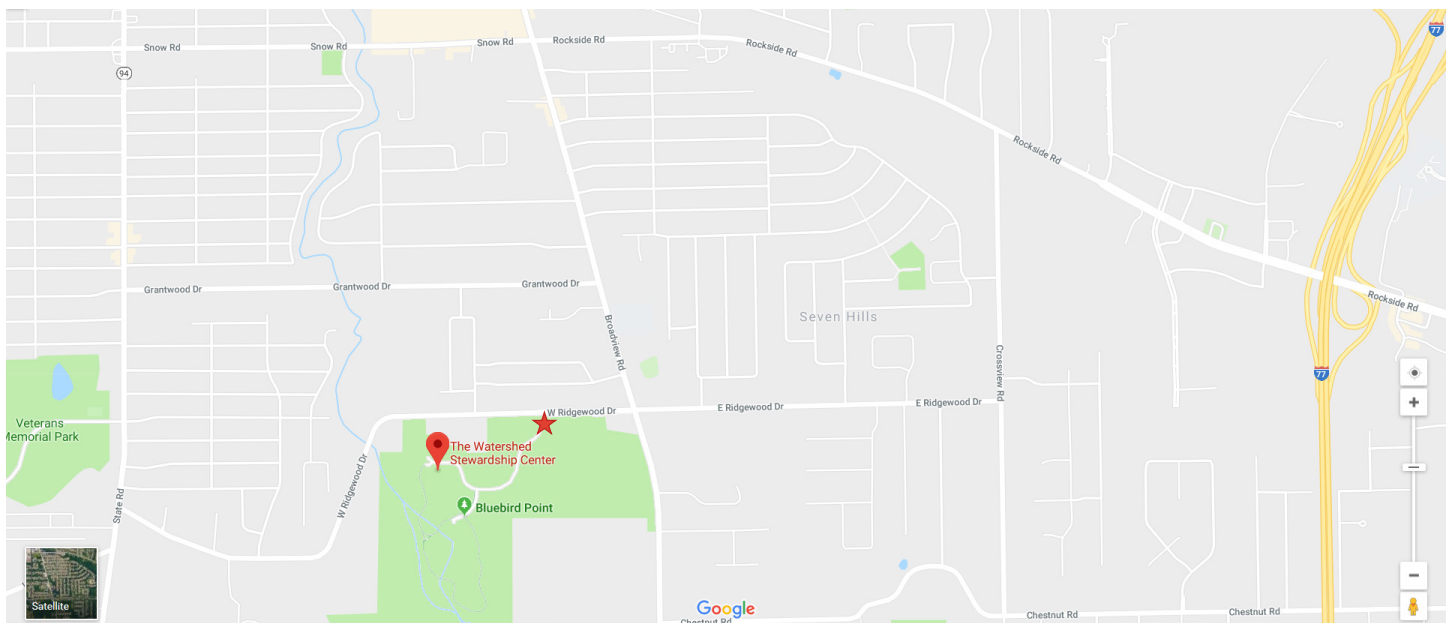 77
Snow Rd
Snow Rd
Snow Rd
Rockside Rd
Rockside Rd
94
Rockside Rd
Grantwood Dr
Grantwood Dr
Grantwood Dr
Rockside Rd
Seven Hills
Broadview Rd
Crossview Rd
77
W Ridgewood Dr
E Ridgewood Dr
E Ridgewood Dr
Veterans
Memorial Park
The Watershed
Stewardship Center
W Ridgewood Dr
State Rd
Bluebird Point
Satellite
Google
Chestnut Rd
Chestnut Rd
Chestnut Rd